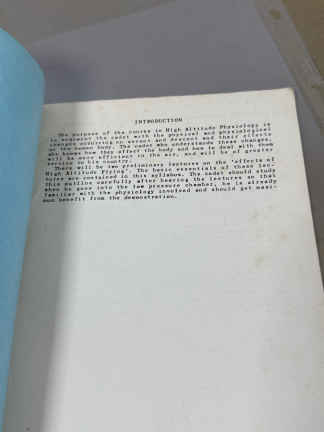 INTRODUCTION
The purpose of the course in High Altitude Physiology is
to acquaint the cadet with the physical and physiological
changes occurring on ascent and descent and their effects
on the human body. The cadet who understands these changes,
who knows how they affect the body and how to deal with them
will be more efficient in the air, and will be of greater
service to his country.
There will be two preliminary lectures on the "Effects of
High Altitude Flying". The basic essentials of these lec-
tures are contained in this syllabus. The cadet should study
this outline carefully after hearing the lectures so that
when he goes into the low pressure chamber, he is already
familiar with the physiology involved and should get maxi-
mum benefit from the demonstration.